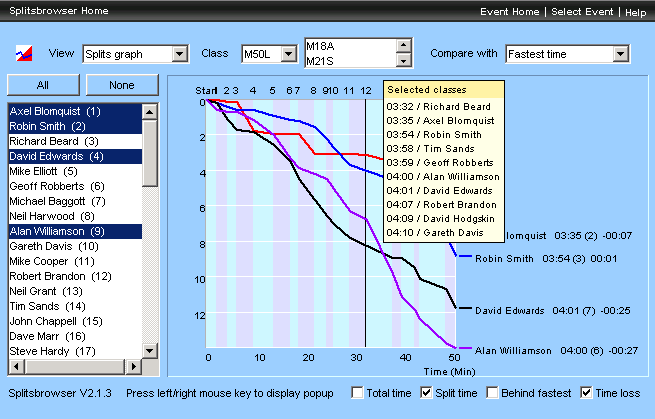 Splitsbrowser Home
Event Home | Select Event | Help
View Splits graph Class M50L M18A M21S Compare with Fastest time
All None
Axel Blomquist (1)
Robin Smith (2)
Richard Beard (3)
David Edwards (4)
Mike Elliott (5)
Geoff Robberts (6)
Michael Baggott (7)
Neil Harwood (8)
Alan Williamson (9)
Gareth Davis (10)
Mike Cooper (11)
Robert Brandon (12)
Neil Grant (13)
Tim Sands (14)
John Chappell (15)
Dave Marr (16)
Steve Hardy (17)
Start 1 2 3 4 5 6 7 8 9 10 11 12
0
2
4
6
8
10
12
Selected classes
03:32 / Richard Beard
03:35 / Axel Blomquist
03:54 / Robin Smith
03:58 / Tim Sands
03:59 / Geoff Robberts
04:00 / Alan Williamson
04:01 / David Edwards
04:07 / Robert Brandon
04:09 / David Hodgskin
04:10 / Gareth Davis
lomquist 03:35 (2) -00:07
Robin Smith 03:54 (3) 00:01
David Edwards 04:01 (7) -00:25
Alan Williamson 04:00 (6) -00:27
0 10 20 30 40 50
Time (Min)
Splitsbrowser V2.1.3 Press left/right mouse key to display popup Total time Split time Behind fastest Time loss